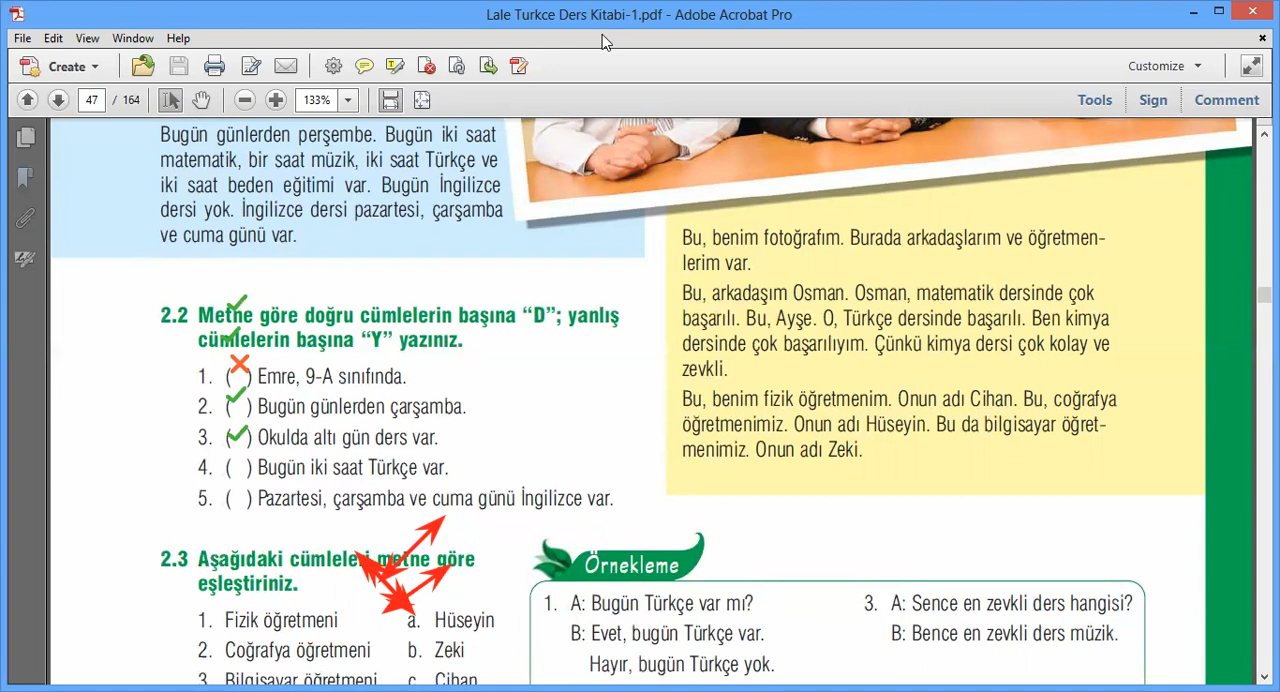 Lale Turkce Ders Kitabi-1.pdf - Adobe Acrobat Pro
File Edit View Window Help
Create Customize
47 / 164 133% Tools Sign Comment
Bugün günlerden perşembe. Bugün iki saat
matematik, bir saat müzik, iki saat Türkçe ve
iki saat beden eğitimi var. Bugün İngilizce
dersi yok. İngilizce dersi pazartesi, çarşamba
ve cuma günü var.
2.2 Metne göre doğru cümlelerin başına “D”; yanlış
cümlelerin başına “Y” yazınız.
1. ( ) Emre, 9-A sınıfında.
2. ( ) Bugün günlerden çarşamba.
3. ( ) Okulda altı gün ders var.
4. ( ) Bugün iki saat Türkçe var.
5. ( ) Pazartesi, çarşamba ve cuma günü İngilizce var.
Bu, benim fotoğrafım. Burada arkadaşlarım ve öğretmen-
lerim var.
Bu, arkadaşım Osman. Osman, matematik dersinde çok
başarılı. Bu, Ayşe. O, Türkçe dersinde başarılı. Ben kimya
dersinde çok başarılıyım. Çünkü kimya dersi çok kolay ve
zevkli.
Bu, benim fizik öğretmenim. Onun adı Cihan. Bu, coğrafya
öğretmenimiz. Onun adı Hüseyin. Bu da bilgisayar öğret-
menimiz. Onun adı Zeki.
2.3 Aşağıdaki cümleleri metne göre
eşleştiriniz.
1. Fizik öğretmeni a. Hüseyin
2. Coğrafya öğretmeni b. Zeki
3. Bilgisayar öğretmeni c. Cihan
Örnekleme
1. A: Bugün Türkçe var mı?
B: Evet, bugün Türkçe var.
Hayır, bugün Türkçe yok.
3. A: Sence en zevkli ders hangisi?
B: Bence en zevkli ders müzik.